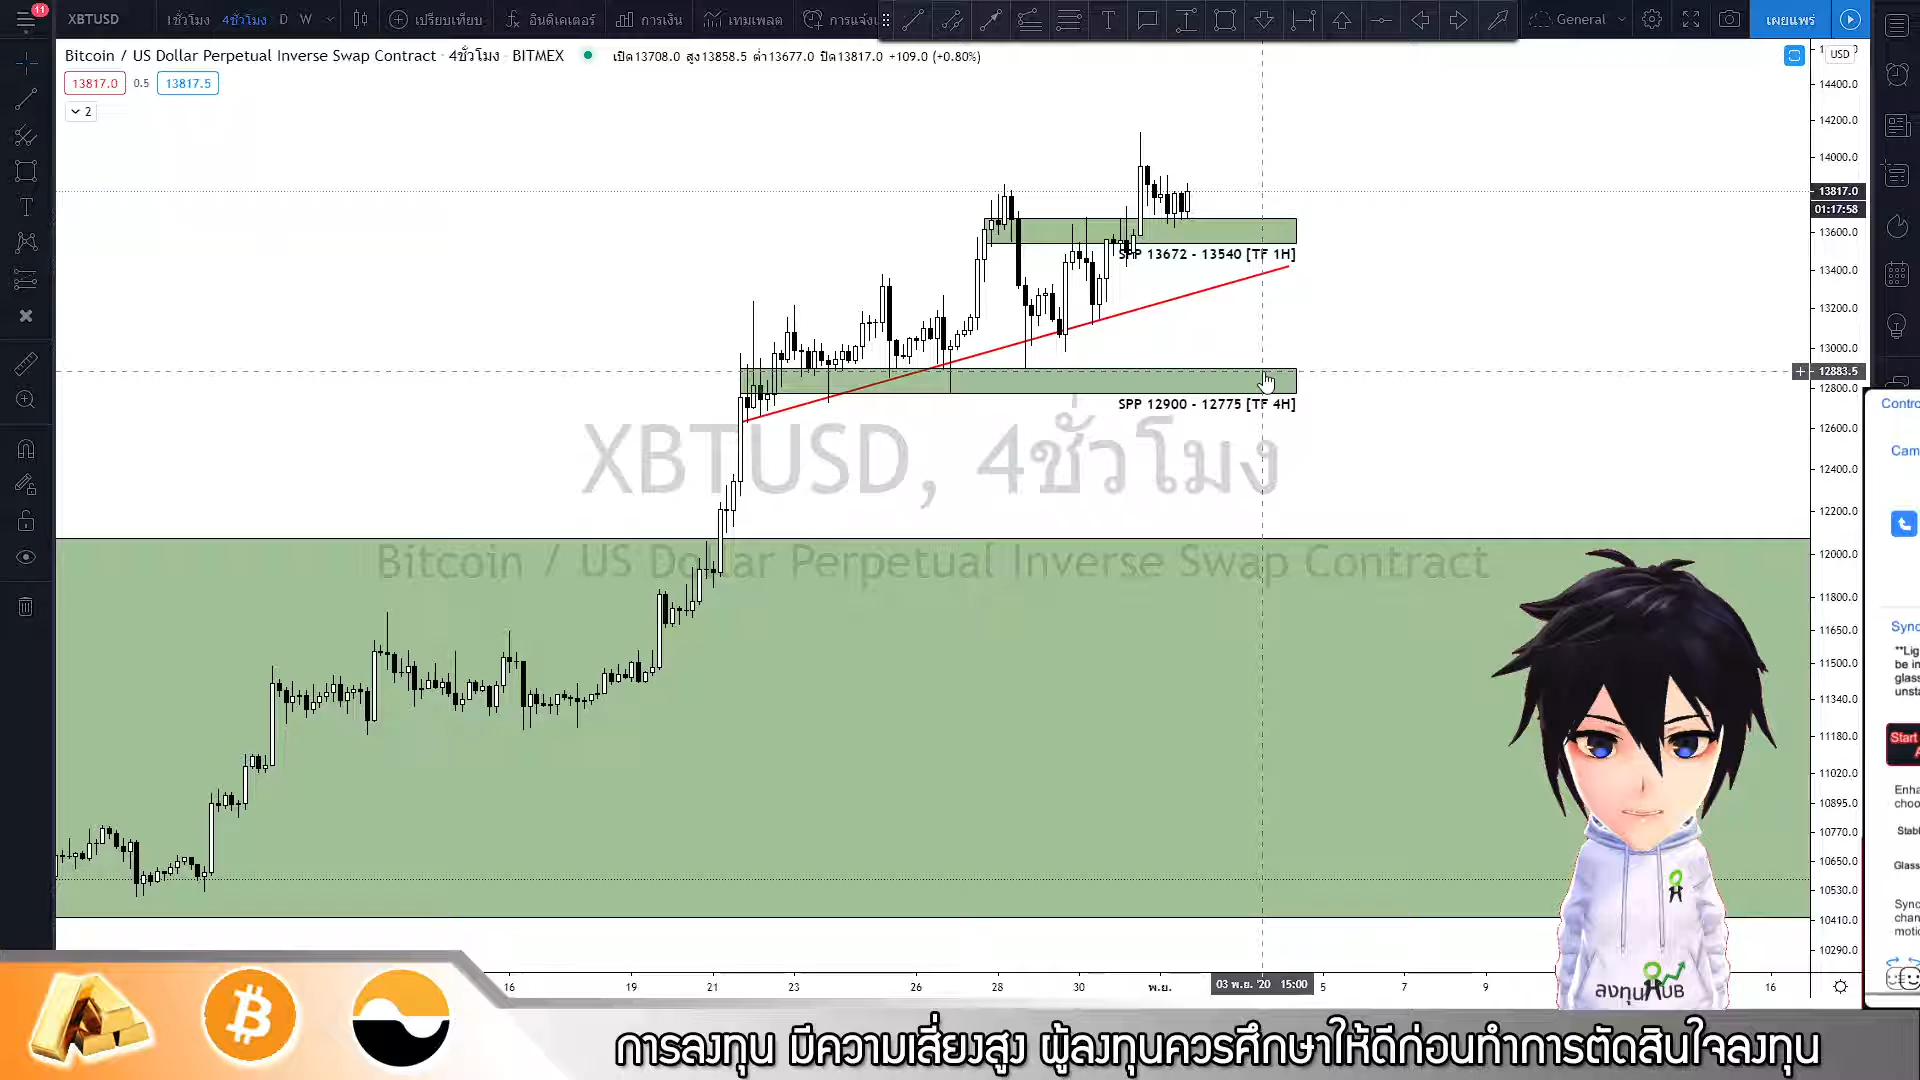 11
XBTUSD
1ชั่วโมง 4ชั่วโมง D W
เปรียบเทียบ
อินดิเคเตอร์
การเงิน
เทมเพลต
General
เผยแพร่
Bitcoin / US Dollar Perpetual Inverse Swap Contract · 4ชั่วโมง BITMEX
เปิด13708.0 สูง13858.5 ต่ำ13677.0 ปิด13817.0 +109.0 (+0.80%)
USD
13817.0 0.5 13817.5
2
14400.0
14200.0
14000.0
13817.0
01:17:58
13600.0
SPP 13672 - 13540 [TF 1H]
13400.0
13200.0
13000.0
12883.5
12800.0
SPP 12900 - 12775 [TF 4H]
12600.0
XBTUSD, 4ชั่วโมง
12400.0
12200.0
12000.0
Bitcoin / US Dollar Perpetual Inverse Swap Contract
11800.0
11650.0
11500.0
11340.0
11180.0
11020.0
10895.0
10770.0
10650.0
10530.0
10410.0
10290.0
16 19 21 23 26 28 30 พ.ย. 03 พ.ย. '20 15:00 5 7 9 16
ลงทุนHUB
การลงทุน มีความเสี่ยงสูง ผู้ลงทุนควรศึกษาให้ดีก่อนทำการตัดสินใจลงทุน